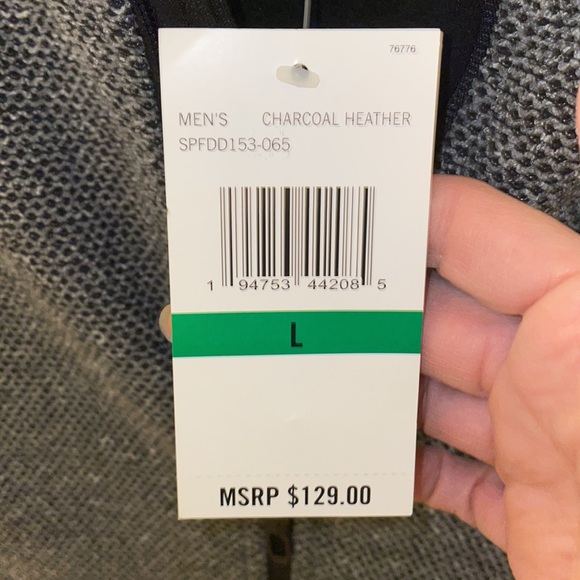 76776
MEN'S CHARCOAL HEATHER
SPFDD153-065
1 94753 44208 5
L
MSRP $129.00